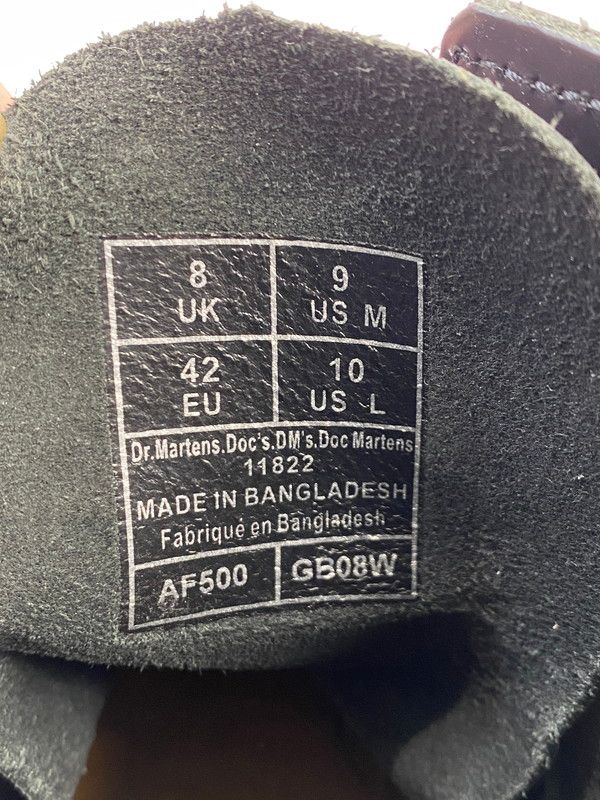 8
UK
9
US M
42
EU
10
US L
Dr.Martens.Doc's.DM's.Doc Martens
11822
MADE IN BANGLADESH
Fabriqué en Bangladesh
AF500
GB08W